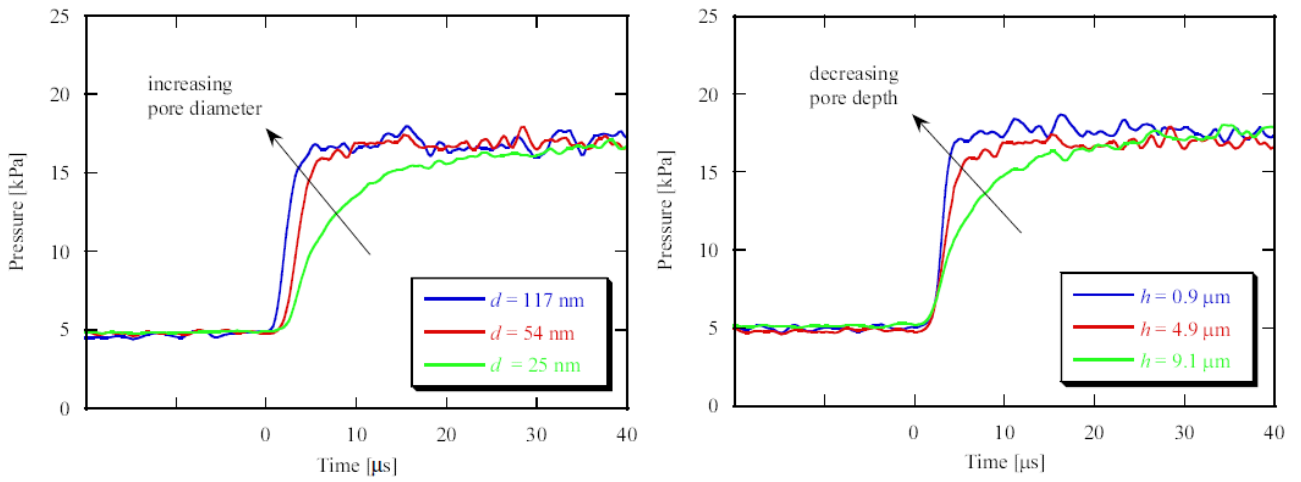 25
20
15
10
5
0
Pressure [kPa]
increasing
pore diameter
d = 117 nm
d = 54 nm
d = 25 nm
0 10 20 30 40
Time [μs]
25
20
15
10
5
0
Pressure [kPa]
decreasing
pore depth
h = 0.9 μm
h = 4.9 μm
h = 9.1 μm
0 10 20 30 40
Time [μs]